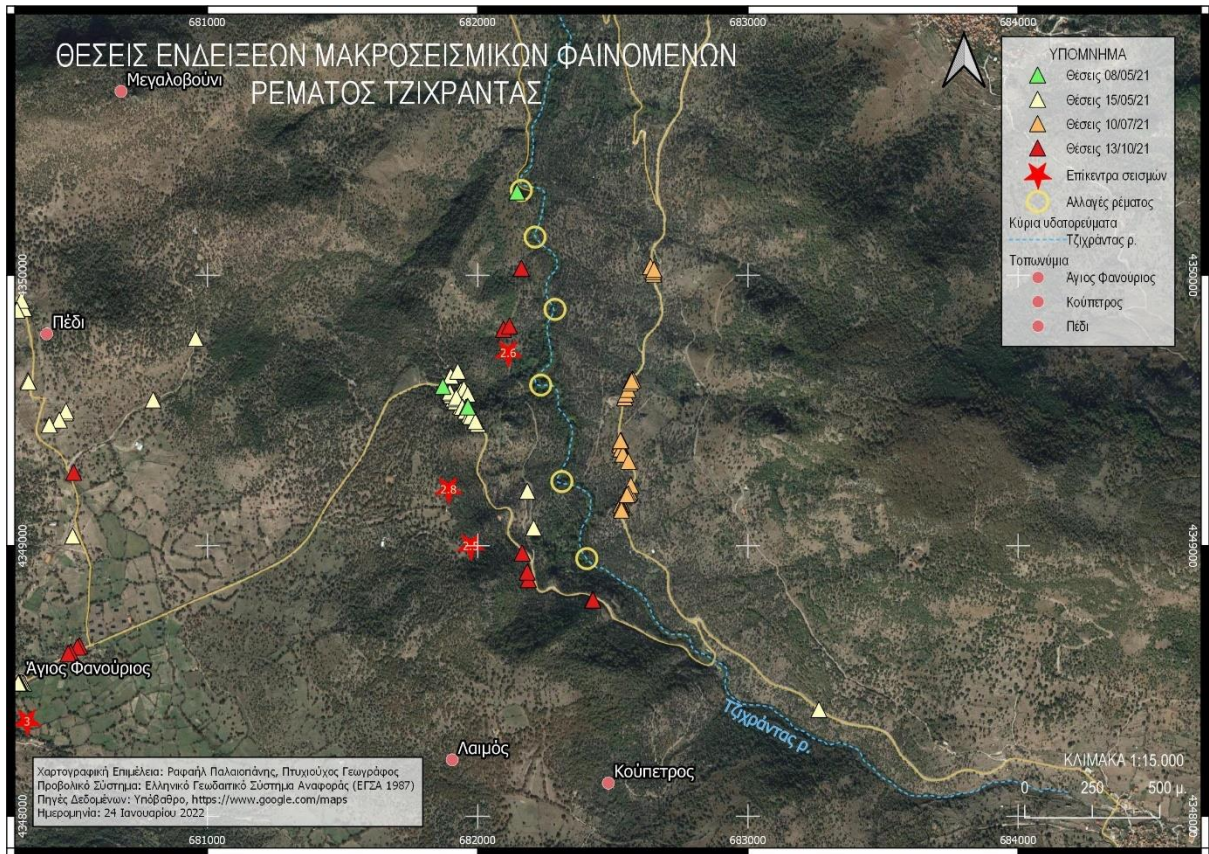 681000
682000
683000
684000
ΘΕΣΕΙΣ ΕΝΔΕΙΞΕΩΝ ΜΑΚΡΟΣΕΙΣΜΙΚΩΝ ΦΑΙΝΟΜΕΝΩΝ
ΡΕΜΑΤΟΣ ΤΖΙΧΡΑΝΤΑΣ
Μεγαλοβούνι
ΥΠΟΜΝΗΜΑ
Θέσεις 08/05/21
Θέσεις 15/05/21
Θέσεις 10/07/21
Θέσεις 13/10/21
Επίκεντρα σεισμών
Αλλαγές ρέματος
Κύρια υδατορεύματα
Τζιχράντας ρ.
Τοπωνύμια
Άγιος Φανούριος
Κούπετρος
Πέδι
4350000
4350000
Πέδι
2.6
2.8
4349000
4349000
Άγιος Φανούριος
3
Τζιχράντας ρ.
Λαιμός
Κούπετρος
ΚΛΙΜΑΚΑ 1:15.000
0 250 500 μ.
Χαρτογραφική Επιμέλεια: Ραφαήλ Παλαιοπάνης, Πτυχιούχος Γεωγράφος
Προβολικό Σύστημα: Ελληνικό Γεωδαιτικό Σύστημα Αναφοράς (ΕΓΣΑ 1987)
Πηγές Δεδομένων: Υπόβαθρο, https://www.google.com/maps
Ημερομηνία: 24 Ιανουαρίου 2022
4348000
4348000
681000
682000
683000
684000